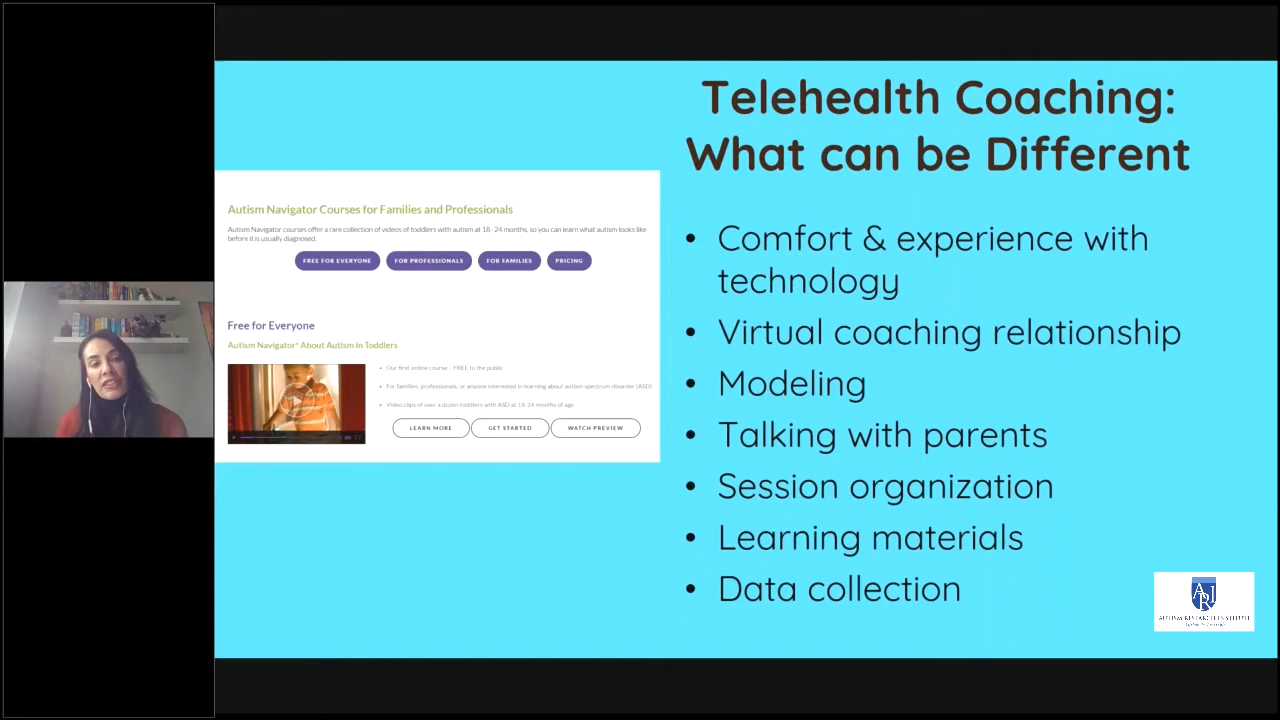 Telehealth Coaching:
What can be Different
Autism Navigator Courses for Families and Professionals
Autism Navigator courses offer a rare collection of videos of toddlers with autism at 18-24 months, so you can learn what autism looks like
before it is usually diagnosed.
FREE FOR EVERYONE
FOR PROFESSIONALS
FOR FAMILIES
PRICING
Free for Everyone
Autism Navigator® About Autism in Toddlers
• Our first online course - FREE to the public
• For families, professionals, or anyone interested in learning about autism spectrum disorder (ASD)
• Video clips of over a dozen toddlers with ASD at 18-24 months of age
LEARN MORE
GET STARTED
WATCH PREVIEW
• Comfort & experience with
technology
• Virtual coaching relationship
• Modeling
• Talking with parents
• Session organization
• Learning materials
• Data collection
ARI
AUTISM RESEARCH INSTITUTE